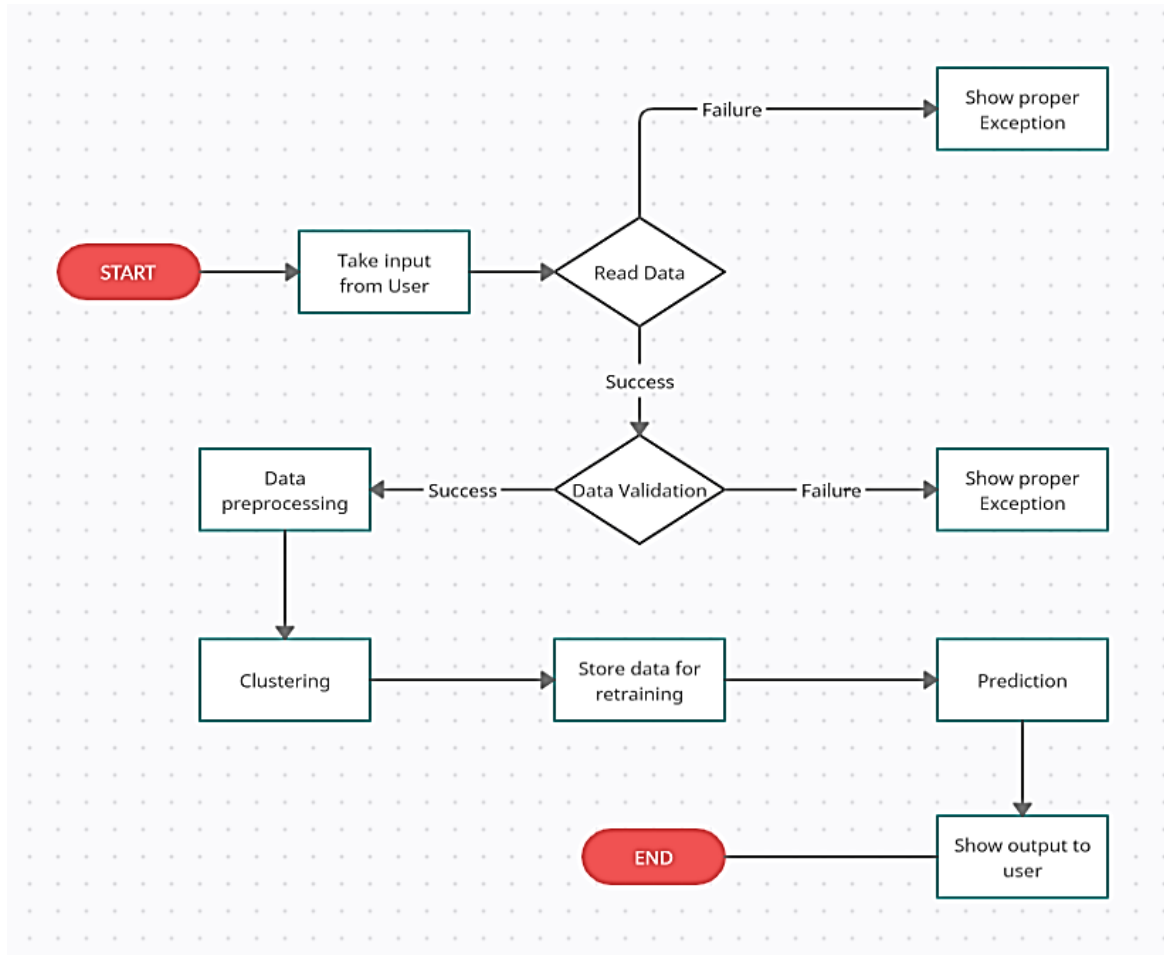 Failure
Show proper
Exception
START
Take input
from User
Read Data
Success
Data
preprocessing
Success
Data Validation
Failure
Show proper
Exception
Clustering
Store data for
retraining
Prediction
END
Show output to
user